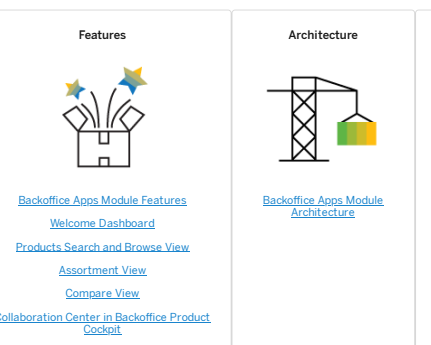 Features
Backoffice Apps Module Features
Welcome Dashboard
Products Search and Browse View
Assortment View
Compare View
Collaboration Center in Backoffice Product
Cockpit
Architecture
Backoffice Apps Module
Architecture